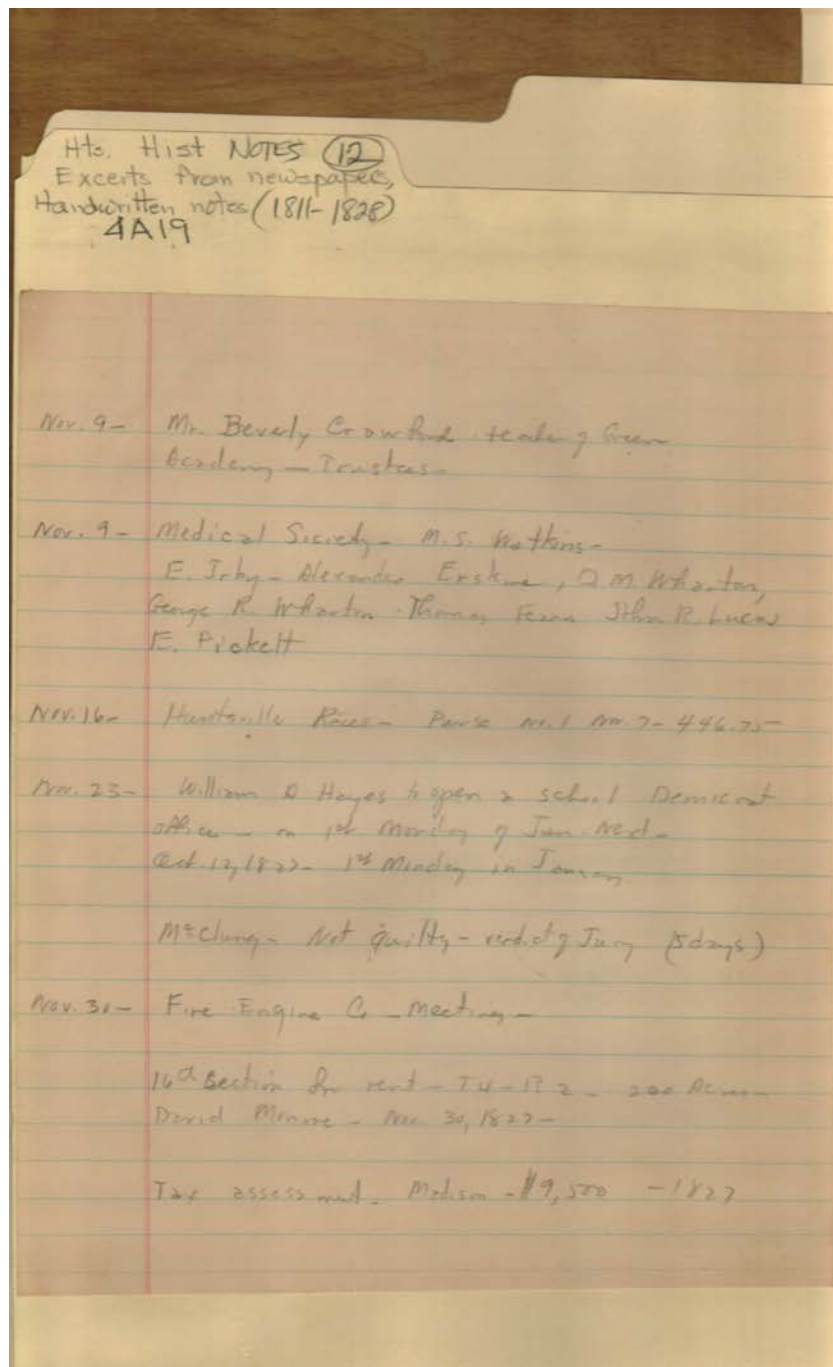 Hts. Hist NOTES (12)
Excerts from newspapers,
Handwritten notes (1811-1828)
4A19
Nov. 9- Mr. Beverly Crawford teacher of Green
Academy - Trustees-
Nov. 9- Medical Society- M.S. Watkins-
E. Irby- Alexander Erskine, D. M. Wharton,
George R. Wharton Thomas Fearn John R. Lucas
E. Pickett
Nov. 16- Huntsville Races- Purse No. 1 Nov. 7- 446.75-
Nov. 23- William D Hayes to open a school Democrat
office - on 1st Monday of Jan. Next-
Oct. 12, 1827- 1st Monday in January
McClung- Not Quilty- verdict of Jury (5 days)
Nov. 30- Fire Engine Co - Meeting-
16th Section for rent - T4-R2- 200 Acres-
David Moore - Nov. 30, 1827-
Tax assessment- Madison - $9,500 - 1827